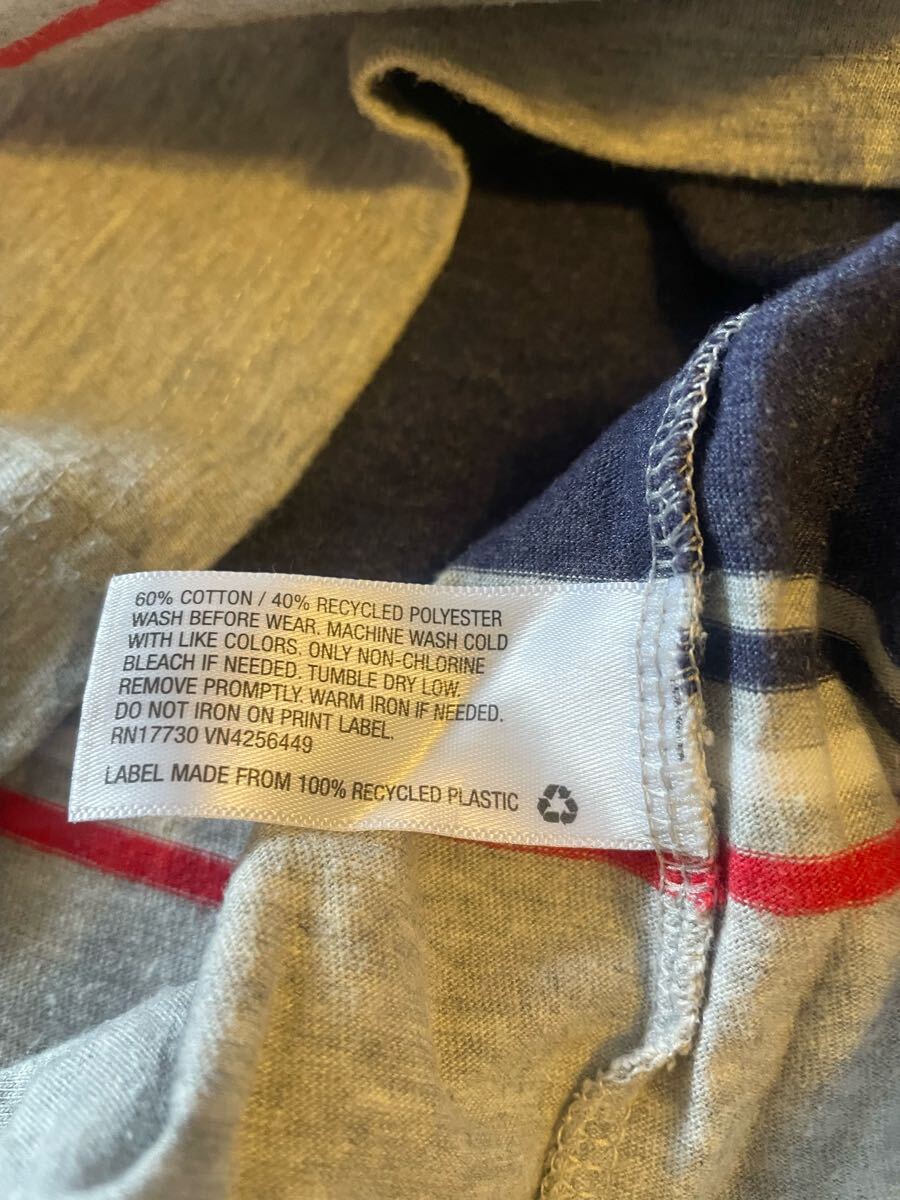 60% COTTON / 40% RECYCLED POLYESTER
WASH BEFORE WEAR. MACHINE WASH COLD
WITH LIKE COLORS. ONLY NON-CHLORINE
BLEACH IF NEEDED. TUMBLE DRY LOW.
REMOVE PROMPTLY. WARM IRON IF NEEDED.
DO NOT IRON ON PRINT LABEL.
RN17730 VN4256449
LABEL MADE FROM 100% RECYCLED PLASTIC